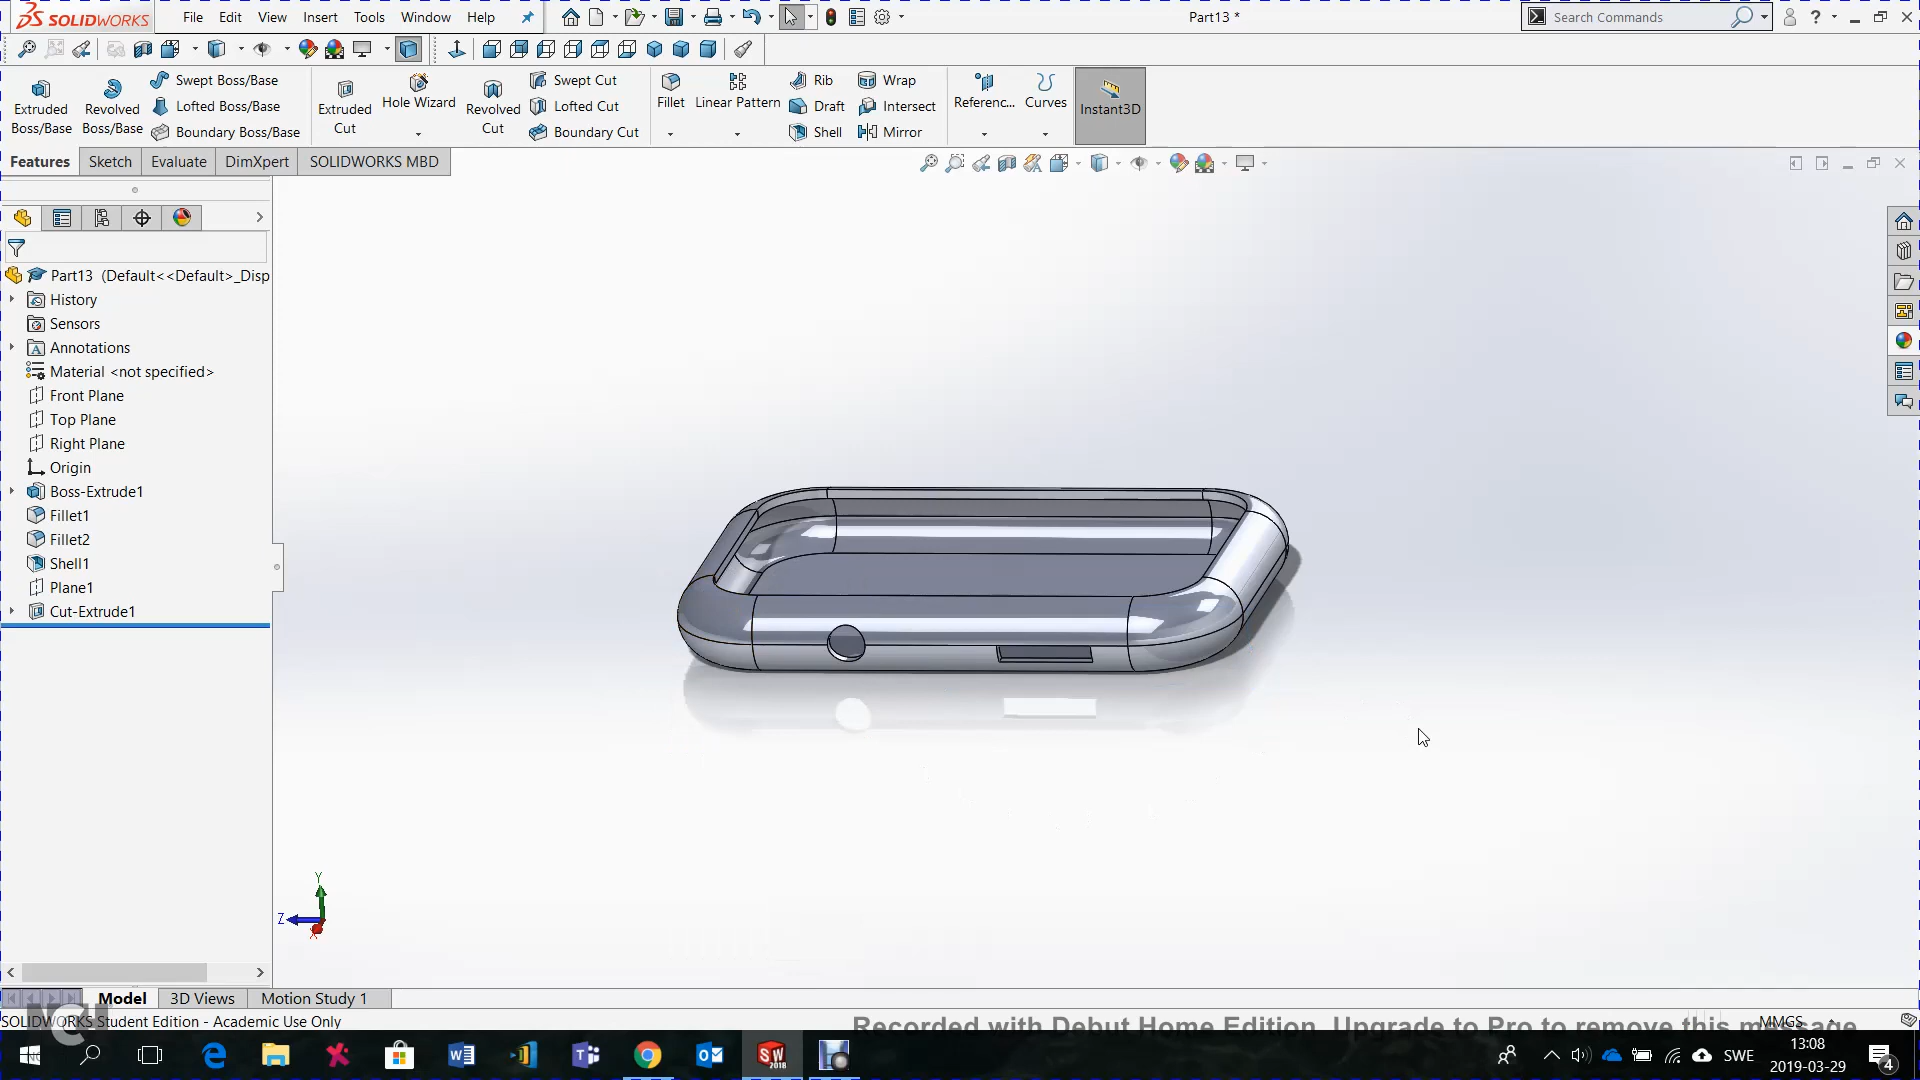 SOLIDWORKS
File Edit View Insert Tools Window Help
Part13 *
Search Commands
Extruded Boss/Base
Revolved Boss/Base
Swept Boss/Base
Lofted Boss/Base
Boundary Boss/Base
Extruded Cut
Hole Wizard
Revolved Cut
Swept Cut
Lofted Cut
Boundary Cut
Fillet
Linear Pattern
Rib
Draft
Shell
Wrap
Intersect
Mirror
Referenc...
Curves
Instant3D
Features Sketch Evaluate DimXpert SOLIDWORKS MBD
Part13 (Default<<Default>_Disp
History
Sensors
Annotations
Material <not specified>
Front Plane
Top Plane
Right Plane
Origin
Boss-Extrude1
Fillet1
Fillet2
Shell1
Plane1
Cut-Extrude1
Y
Z
X
Model 3D Views Motion Study 1
SOLIDWORKS Student Edition - Academic Use Only
MMGS
Recorded with Debut Home Edition. Upgrade to Pro to remove this message
SWE
13:08
2019-03-29
4